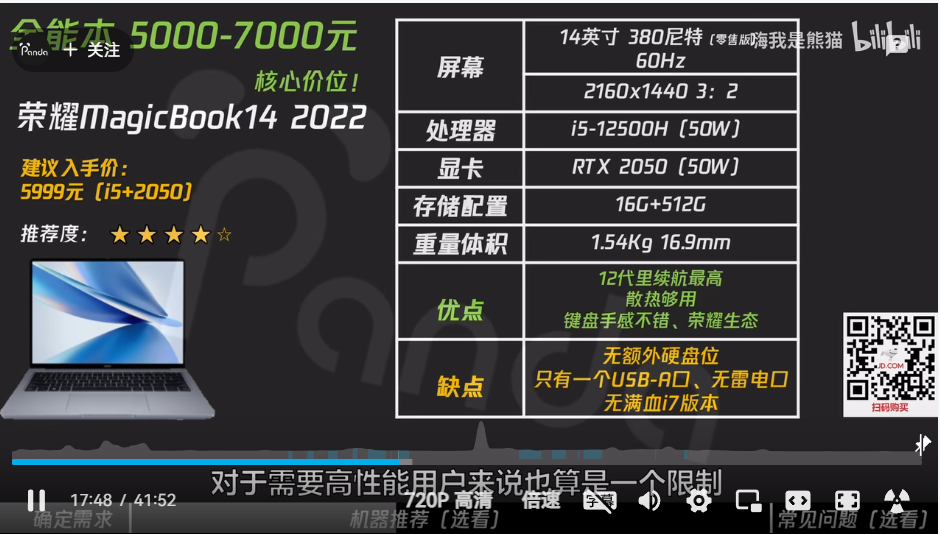 全能本 5000-7000元
Panda + 关注
核心价位！
荣耀MagicBook14 2022
建议入手价：
5999元（i5+2050）
推荐度： ★ ★ ★ ★ ☆
嗨我是熊猫 bilibili
屏幕
14英寸 380尼特（零售版）
60Hz
2160x1440 3：2
处理器
i5-12500H（50W）
显卡
RTX 2050（50W）
存储配置
16G+512G
重量体积
1.54Kg 16.9mm
优点
12代里续航最高
散热够用
键盘手感不错、荣耀生态
缺点
无额外硬盘位
只有一个USB-A口、无雷电口
无满血i7版本
JD.COM
扫码购买
Panda
对于需要高性能用户来说也算是一个限制
17:48 / 41:52
720P 高清
倍速
字幕
确定需求
机器推荐（选看）
常见问题（选看）